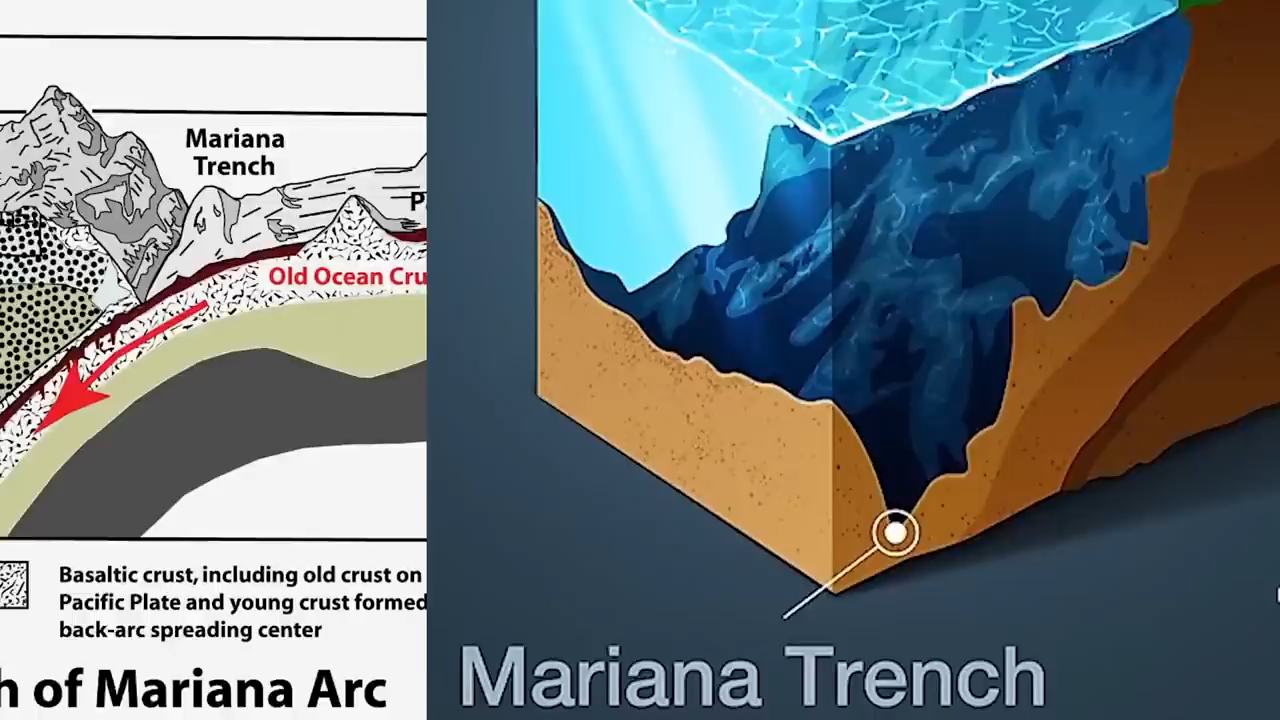 Mariana
Trench
Old Ocean
Basaltic crust, including old crust on
Pacific Plate and young crust formed
back-arc spreading center
of Mariana Arc
Mariana Trench